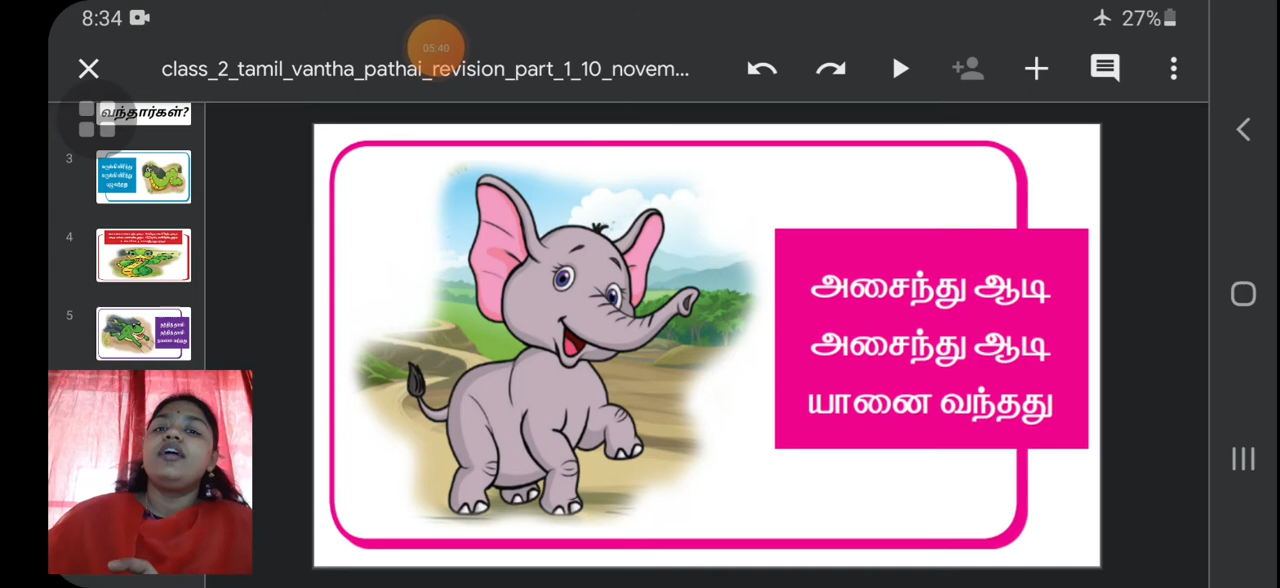 8:34
27%
05:40
class_2_tamil_vantha_pathai_revision_part_1_10_novem...
வந்தார்கள்?
3
4
5
அசைந்து ஆடி
அசைந்து ஆடி
யானை வந்தது